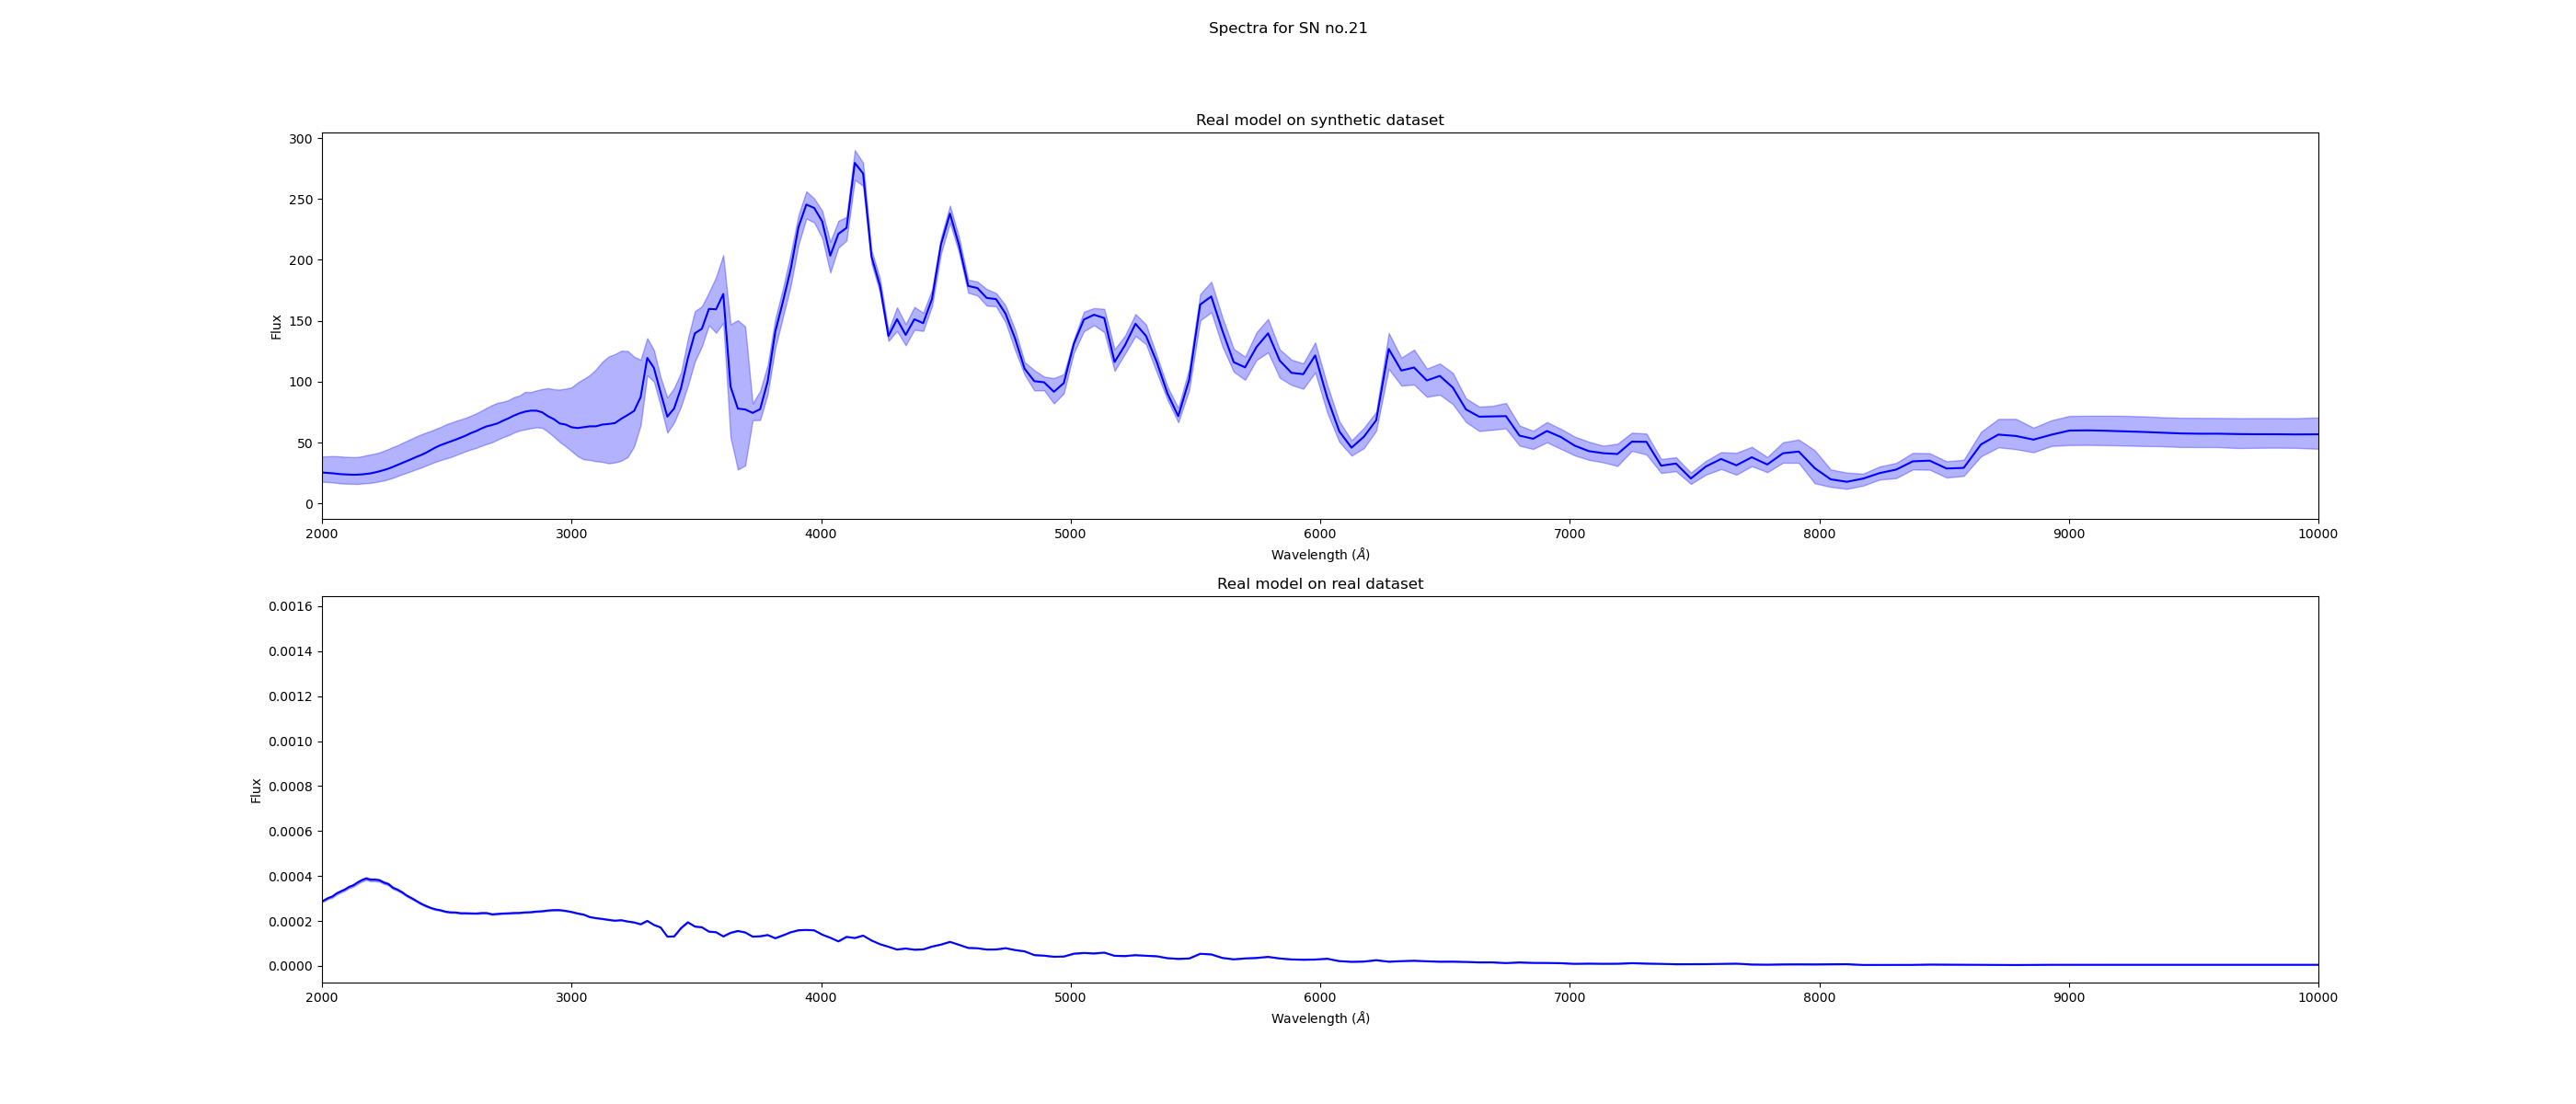 Spectra for SN no.21
Real model on synthetic dataset
300
250
200
150
100
50
0
Flux
2000 3000 4000 5000 6000 7000 8000 9000 10000
Wavelength (Å)
Real model on real dataset
0.0016
0.0014
0.0012
0.0010
0.0008
0.0006
0.0004
0.0002
0.0000
Flux
2000 3000 4000 5000 6000 7000 8000 9000 10000
Wavelength (Å)